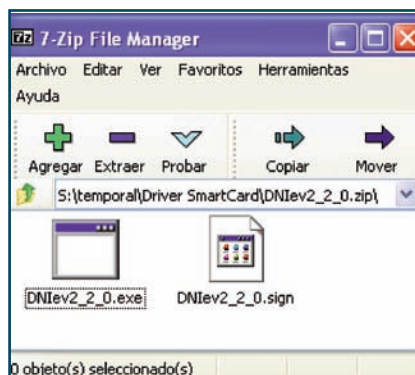 7-Zip File Manager
Archivo Editar Ver Favoritos Herramientas
Ayuda
Agregar Extraer Probar Copiar Mover
S:\temporal\Driver SmartCard\DNIev2_2_0.zip\
DNIev2_2_0.exe DNIev2_2_0.sign
0 objeto(s) seleccionado(s)